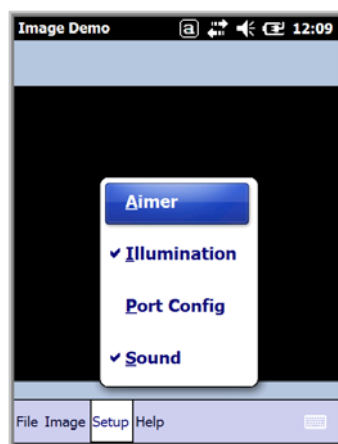 Image Demo a 12:09
Aimer
Illumination
Port Config
Sound
File Image Setup Help